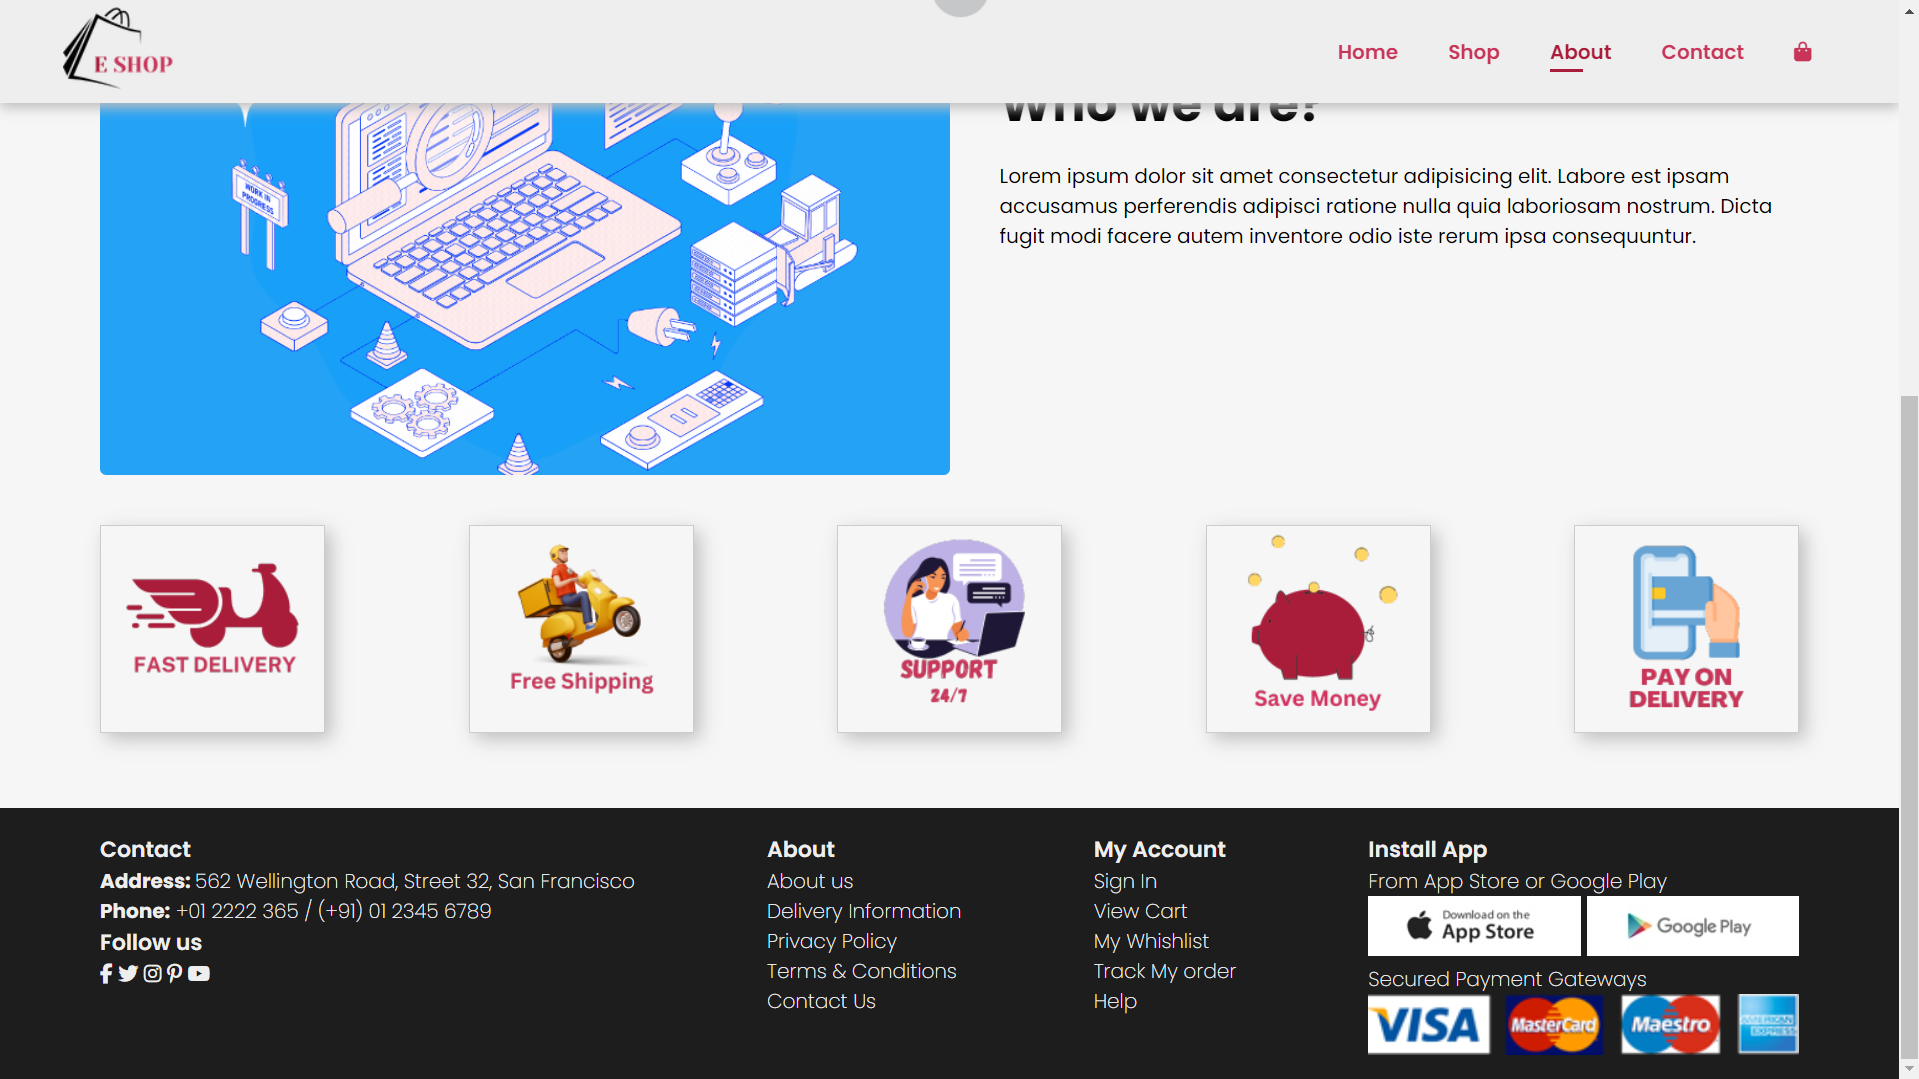 E SHOP
Home
Shop
About
Contact
Who we are?
WORK IN
PROGRESS
Lorem ipsum dolor sit amet consectetur adipisicing elit. Labore est ipsam
accusamus perferendis adipisci ratione nulla quia laboriosam nostrum. Dicta
fugit modi facere autem inventore odio iste rerum ipsa consequuntur.
FAST DELIVERY
Free Shipping
SUPPORT
24/7
Save Money
PAY ON
DELIVERY
Contact
Address: 562 Wellington Road, Street 32, San Francisco
Phone: +01 2222 365 / (+91) 01 2345 6789
Follow us
About
About us
Delivery Information
Privacy Policy
Terms & Conditions
Contact Us
My Account
Sign In
View Cart
My Whishlist
Track My order
Help
Install App
From App Store or Google Play
Download on the
App Store
Google Play
Secured Payment Gateways
VISA
MasterCard
Maestro
AMERICAN
EXPRESS